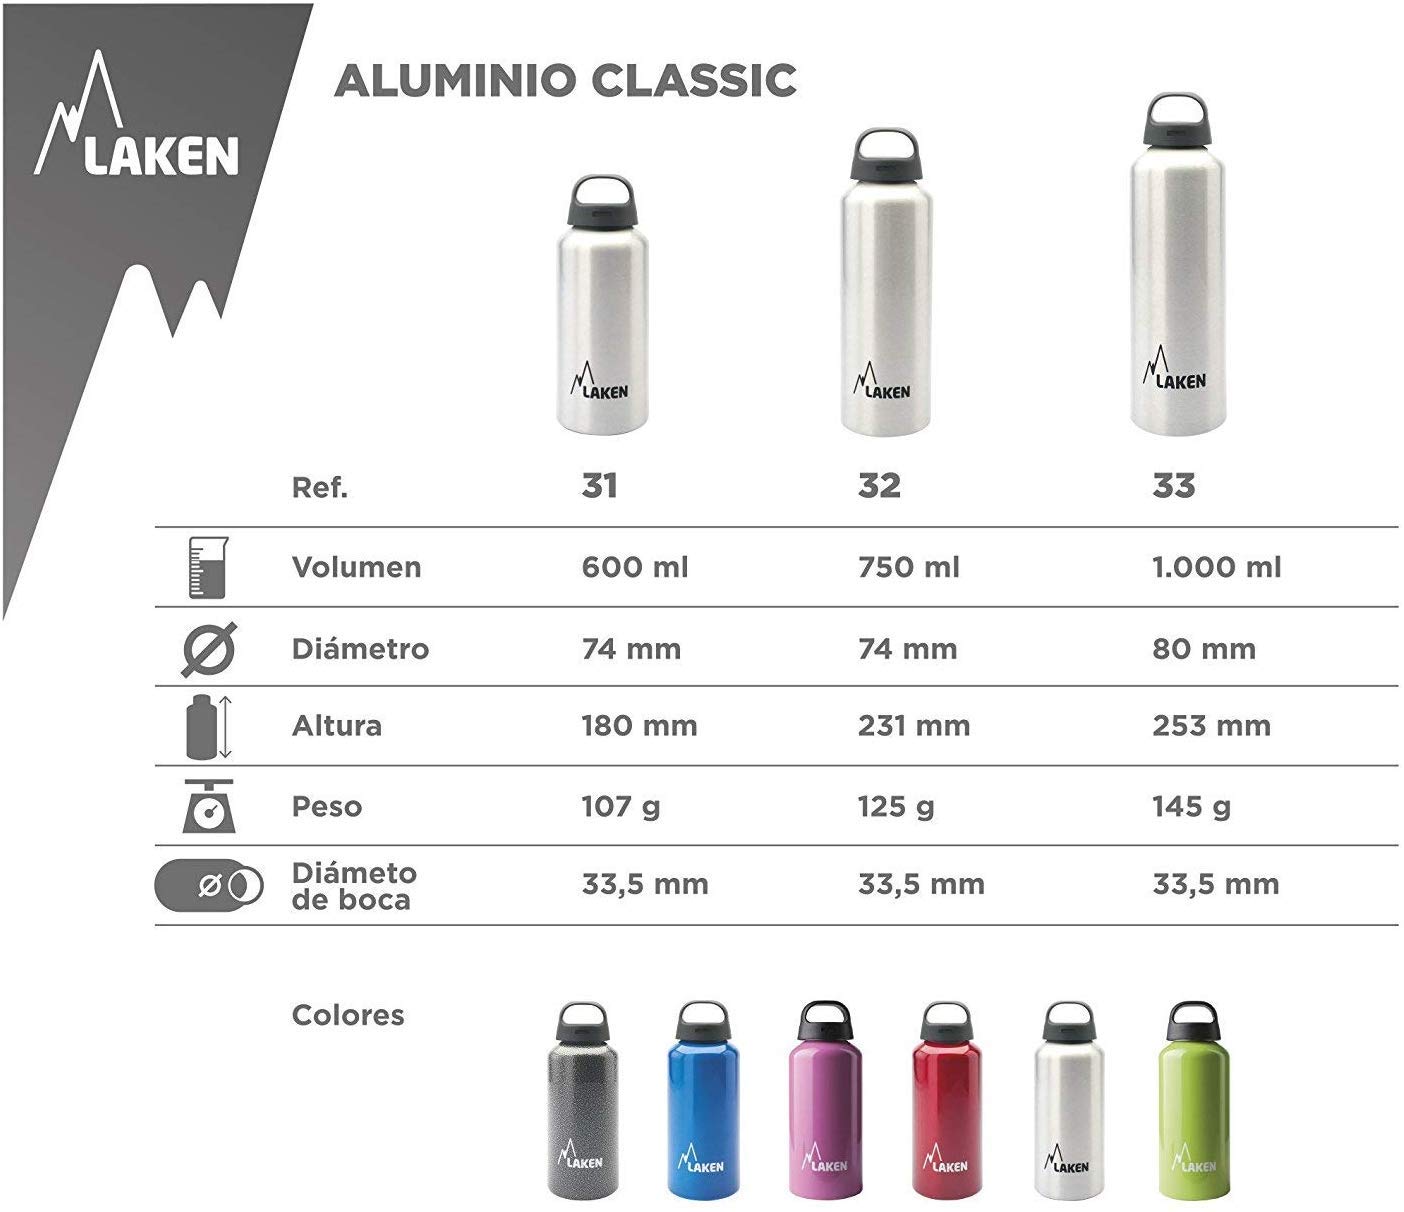 LAKEN
ALUMINIO CLASSIC
LAKEN
LAKEN
LAKEN
Ref. 31 32 33
Volumen 600 ml 750 ml 1.000 ml
Diámetro 74 mm 74 mm 80 mm
Altura 180 mm 231 mm 253 mm
Peso 107 g 125 g 145 g
Diámeto
de boca 33,5 mm 33,5 mm 33,5 mm
Colores
LAKEN
LAKEN
LAKEN
LAKEN
LAKEN
LAKEN